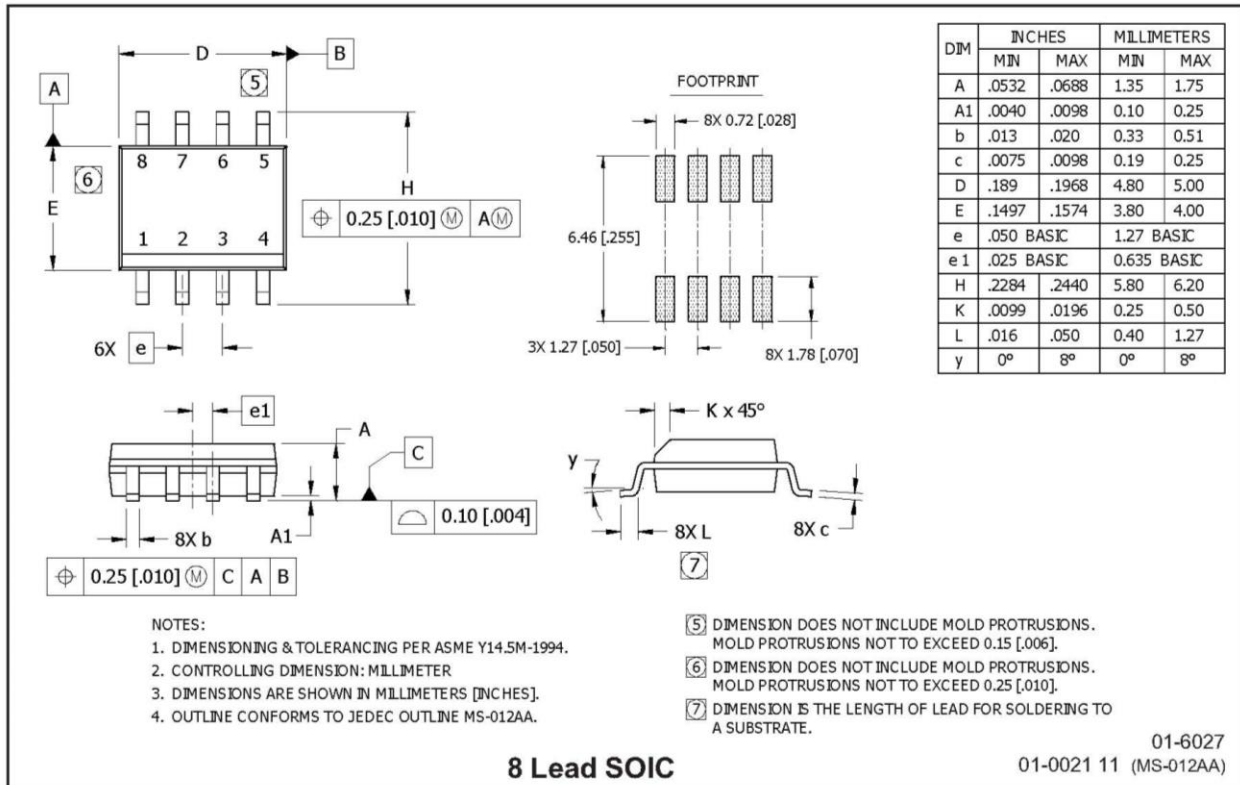 D
B
5
A
8 7 6 5
6
E
H
⌖ 0.25 [.010] Ⓜ A Ⓜ
1 2 3 4
6X e
FOOTPRINT
8X 0.72 [.028]
6.46 [.255]
3X 1.27 [.050]
8X 1.78 [.070]
DIM INCHES MILLIMETERS
MIN MAX MIN MAX
A .0532 .0688 1.35 1.75
A1 .0040 .0098 0.10 0.25
b .013 .020 0.33 0.51
c .0075 .0098 0.19 0.25
D .189 .1968 4.80 5.00
E .1497 .1574 3.80 4.00
e .050 BASIC 1.27 BASIC
e 1 .025 BASIC 0.635 BASIC
H .2284 .2440 5.80 6.20
K .0099 .0196 0.25 0.50
L .016 .050 0.40 1.27
y 0° 8° 0° 8°
e1
A
C
0.10 [.004]
8X b
A1
⌖ 0.25 [.010] Ⓜ C A B
K x 45°
y
8X L
8X c
7
NOTES:
1. DIMENSIONING & TOLERANCING PER ASME Y14.5M-1994.
2. CONTROLLING DIMENSION: MILLIMETER
3. DIMENSIONS ARE SHOWN IN MILLIMETERS [INCHES].
4. OUTLINE CONFORMS TO JEDEC OUTLINE MS-012AA.
5 DIMENSION DOES NOT INCLUDE MOLD PROTRUSIONS.
MOLD PROTRUSIONS NOT TO EXCEED 0.15 [.006].
6 DIMENSION DOES NOT INCLUDE MOLD PROTRUSIONS.
MOLD PROTRUSIONS NOT TO EXCEED 0.25 [.010].
7 DIMENSION IS THE LENGTH OF LEAD FOR SOLDERING TO
A SUBSTRATE.
8 Lead SOIC
01-6027
01-0021 11 (MS-012AA)